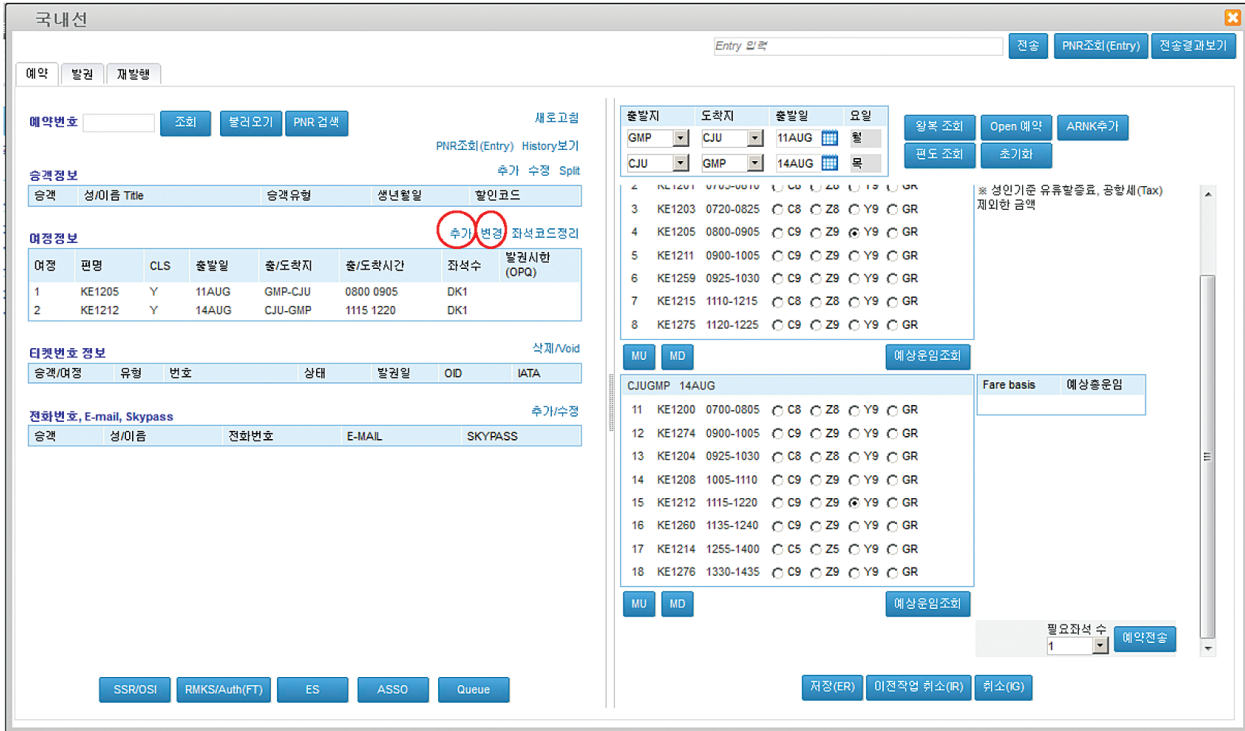 국내선
Entry 입력 전송 PNR조회(Entry) 전송결과보기
예약 발권 재발행
예약번호 조회 불러오기 PNR 검색 새로고침
PNR조회(Entry) History보기
승객정보 추가 수정 Split
승객 성/이름 Title 승객유형 생년월일 할인코드
여정정보 추가 변경 좌석코드정리
여정 편명 CLS 출발일 출/도착지 출/도착시간 좌석수 발권시한
(OPQ)
1 KE1205 Y 11AUG GMP-CJU 0800 0905 DK1
2 KE1212 Y 14AUG CJU-GMP 1115 1220 DK1
티켓번호 정보 삭제/Void
승객/여정 유형 번호 상태 발권일 OID IATA
전화번호, E-mail, Skypass 추가/수정
승객 성/이름 전화번호 E-MAIL SKYPASS
SSR/OSI RMKS/Auth(FT) ES ASSO Queue
출발지 도착지 출발일 요일
GMP CJU 11AUG 월
CJU GMP 14AUG 목
왕복 조회 Open 예약 ARNK추가
편도 조회 초기화
2 KE1201 0705-0810 C8 Z8 Y9 GR
3 KE1203 0720-0825 C8 Z8 Y9 GR
4 KE1205 0800-0905 C9 Z9 Y9 GR
5 KE1211 0900-1005 C9 Z9 Y9 GR
6 KE1259 0925-1030 C9 Z9 Y9 GR
7 KE1215 1110-1215 C8 Z8 Y9 GR
8 KE1275 1120-1225 C9 Z9 Y9 GR
※ 성인기준 유류할증료, 공항세(Tax)
제외한 금액
MU MD 예상운임조회
CJUGMP 14AUG
11 KE1200 0700-0805 C8 Z8 Y9 GR
12 KE1274 0900-1005 C9 Z9 Y9 GR
13 KE1204 0925-1030 C8 Z8 Y9 GR
14 KE1208 1005-1110 C9 Z9 Y9 GR
15 KE1212 1115-1220 C9 Z9 Y9 GR
16 KE1260 1135-1240 C9 Z9 Y9 GR
17 KE1214 1255-1400 C5 Z5 Y9 GR
18 KE1276 1330-1435 C9 Z9 Y9 GR
Fare basis 예상총운임
MU MD 예상운임조회
필요좌석 수
1 예약전송
저장(ER) 이전작업 취소(IR) 취소(IG)